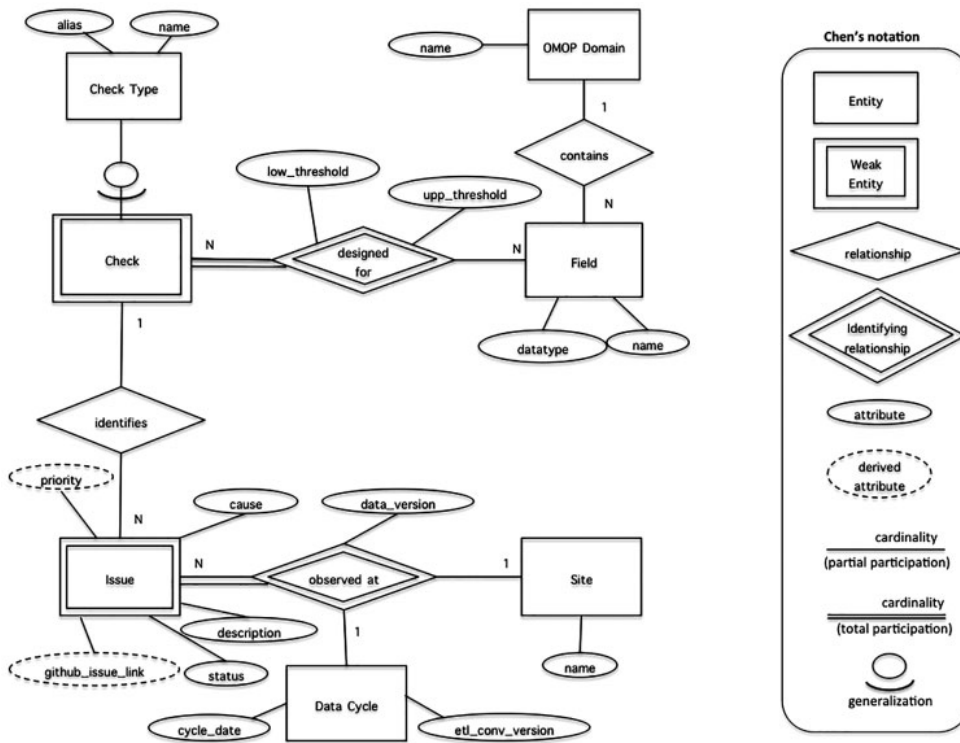 alias
name
Check Type
name
OMOP Domain
1
contains
N
low_threshold
upp_threshold
Check
N
designed
for
N
Field
datatype
name
1
identifies
priority
N
cause
data_version
Issue
N
observed at
1
Site
description
1
name
github_issue_link
status
cycle_date
Data Cycle
etl_conv_version
Chen's notation
Entity
Weak
Entity
relationship
Identifying
relationship
attribute
derived
attribute
cardinality
(partial participation)
cardinality
(total participation)
generalization